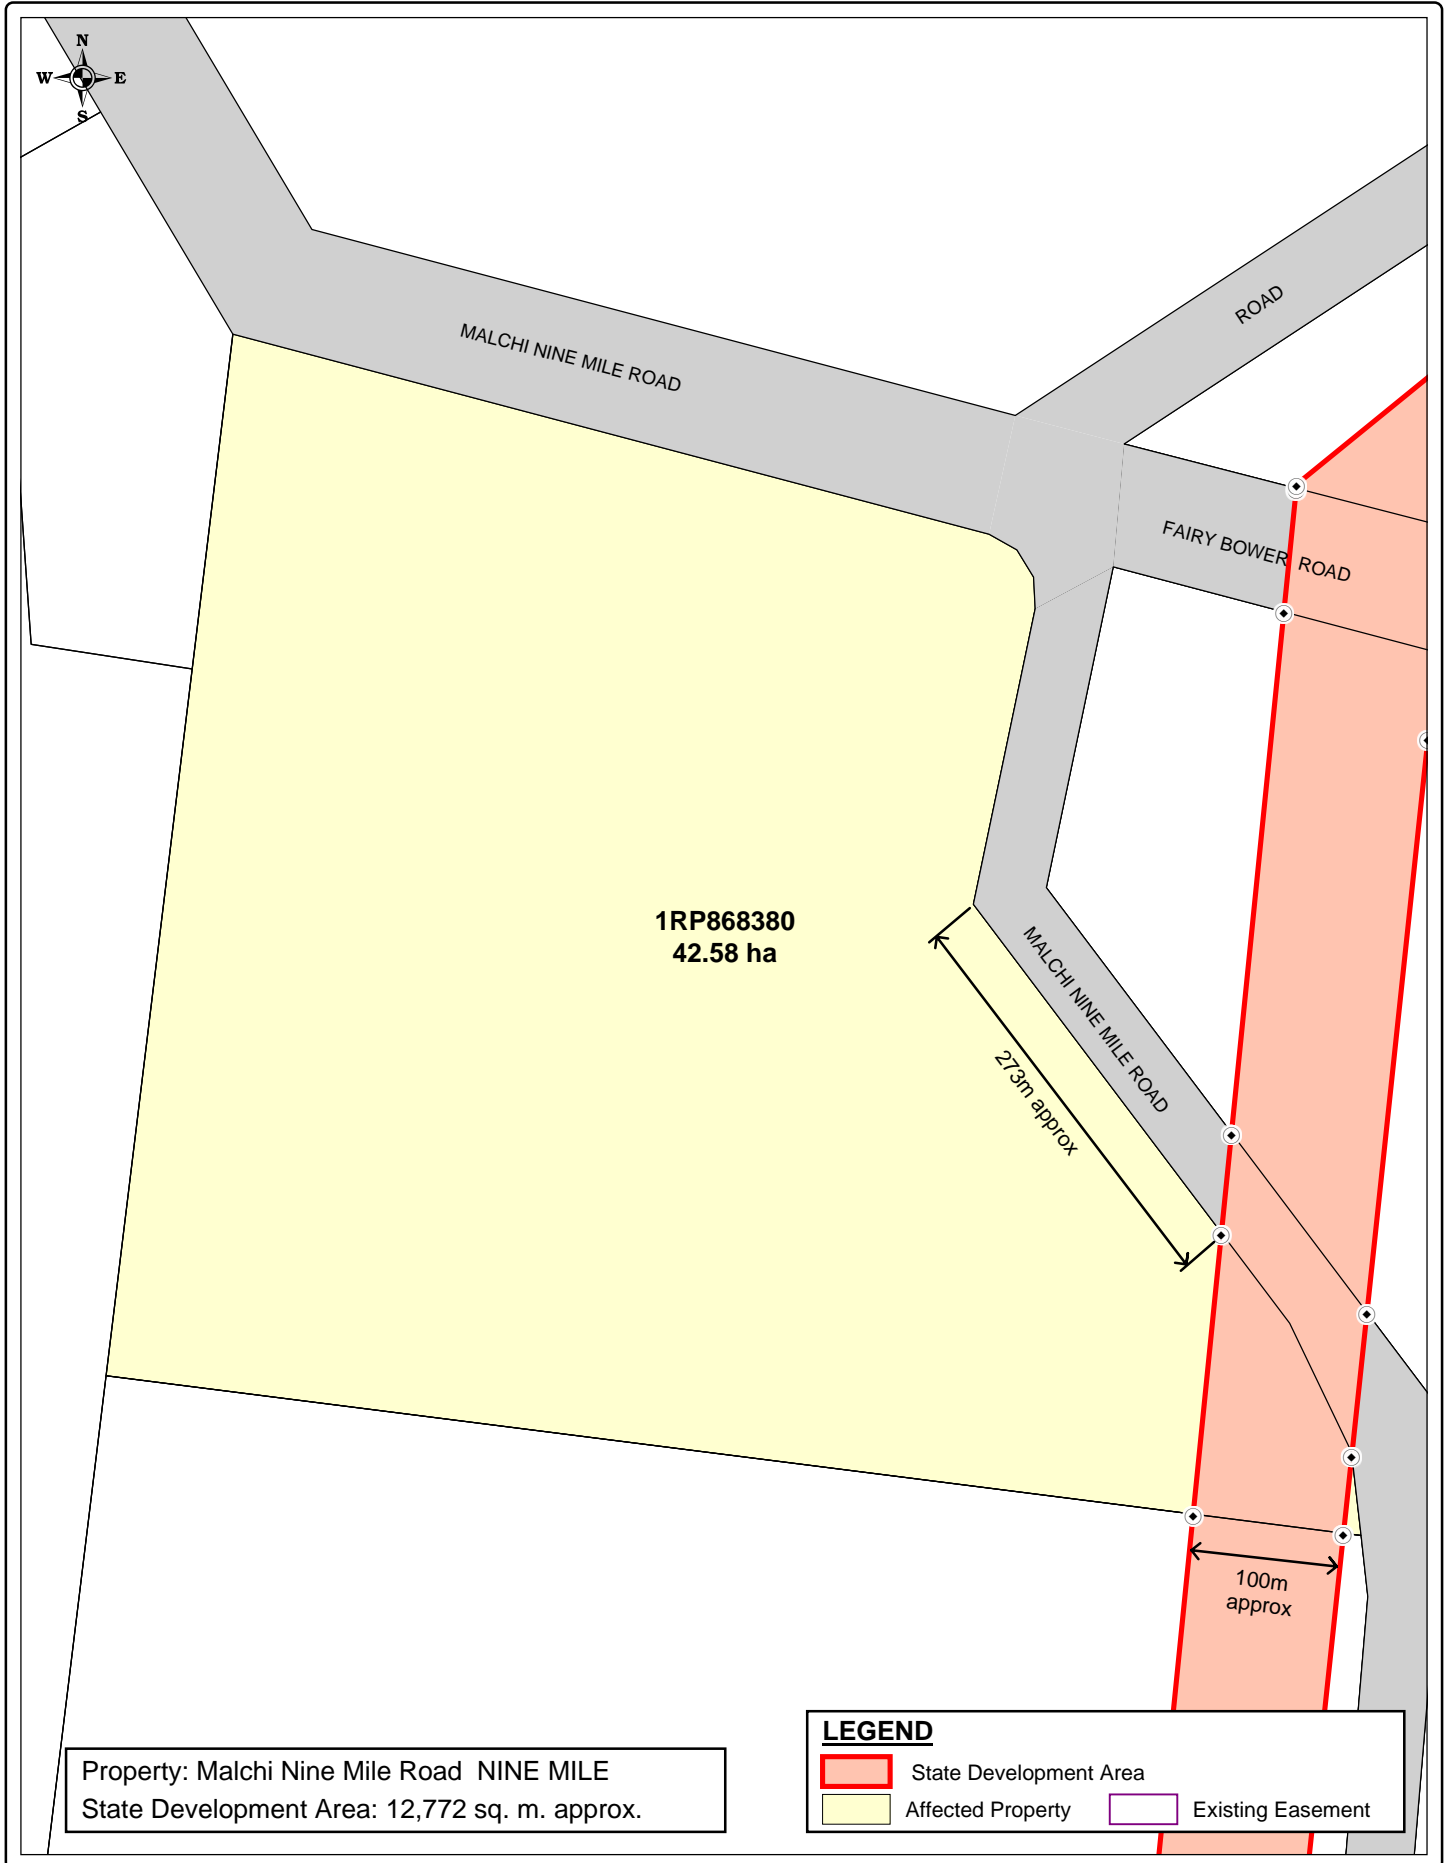 N
W E
S
MALCHI NINE MILE ROAD
ROAD
FAIRY BOWER ROAD
1RP868380
42.58 ha
MALCHI NINE MILE ROAD
273m approx
100m
approx
Property: Malchi Nine Mile Road NINE MILE
State Development Area: 12,772 sq. m. approx.
LEGEND
State Development Area
Affected Property Existing Easement